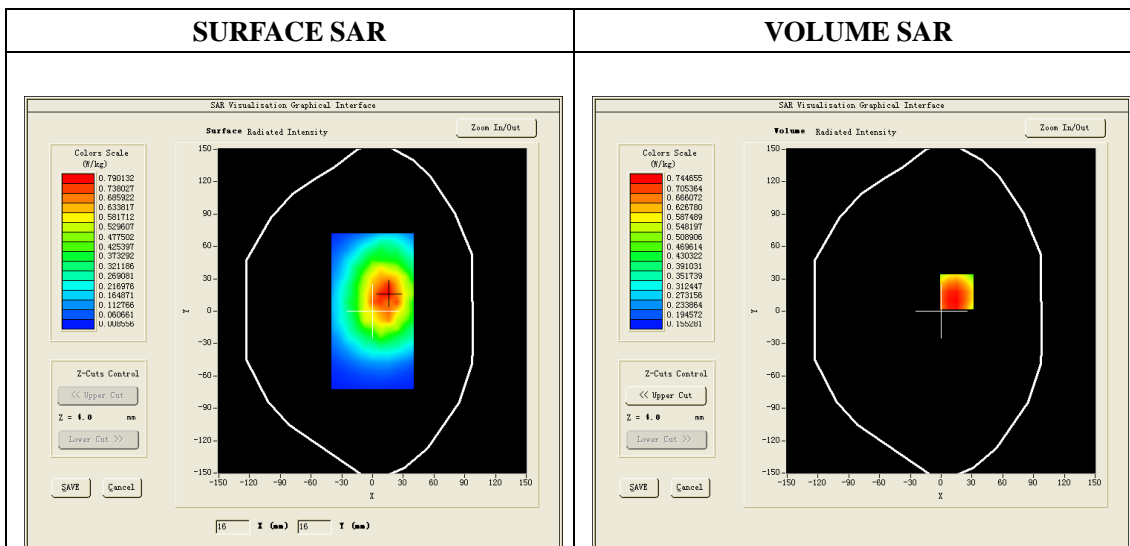 SURFACE SAR
VOLUME SAR
SAR Visualisation Graphical Interface
Surface Radiated Intensity
Zoom In/Out
Colors Scale
(W/kg)
0.790132
0.738027
0.685922
0.633817
0.581712
0.529607
0.477502
0.425397
0.373292
0.321186
0.269081
0.216976
0.164871
0.112766
0.060661
0.008556
150
120
90
60
30
0
-30
-60
-90
-120
-150
Y
-150 -120 -90 -60 -30 0 30 60 90 120 150
X
Z-Cuts Control
<< Upper Cut
Z = 4.0 mm
Lower Cut >>
SAVE Cancel
16 X (mm) 16 Y (mm)
SAR Visualisation Graphical Interface
Volume Radiated Intensity
Zoom In/Out
Colors Scale
(W/kg)
0.744655
0.705364
0.666072
0.626780
0.587489
0.548197
0.508906
0.469614
0.430322
0.391031
0.351739
0.312447
0.273156
0.233864
0.194572
0.155281
150
120
90
60
30
0
-30
-60
-90
-120
-150
Y
-150 -120 -90 -60 -30 0 30 60 90 120 150
X
Z-Cuts Control
<< Upper Cut
Z = 4.0 mm
Lower Cut >>
SAVE Cancel